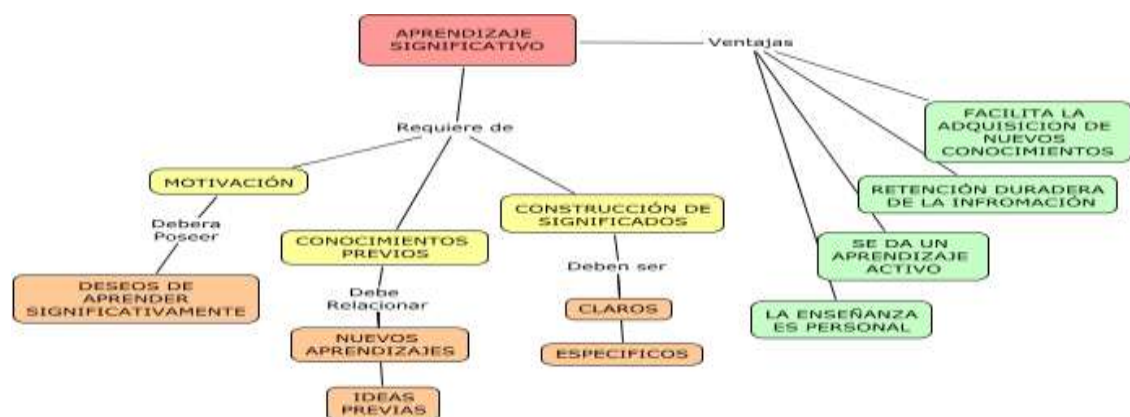 APRENDIZAJE
SIGNIFICATIVO
Ventajas
Requiere de
FACILITA LA
ADQUISICION DE
NUEVOS
CONOCIMIENTOS
MOTIVACIÓN
RETENCIÓN DURADERA
DE LA INFROMACIÓN
CONSTRUCCIÓN DE
SIGNIFICADOS
Debera
Poseer
CONOCIMIENTOS
PREVIOS
SE DA UN
APRENDIZAJE
ACTIVO
Deben ser
DESEOS DE
APRENDER
SIGNIFICATIVAMENTE
Debe
Relacionar
CLAROS
LA ENSEÑANZA
ES PERSONAL
NUEVOS
APRENDIZAJES
ESPECIFICOS
IDEAS
PREVIAS